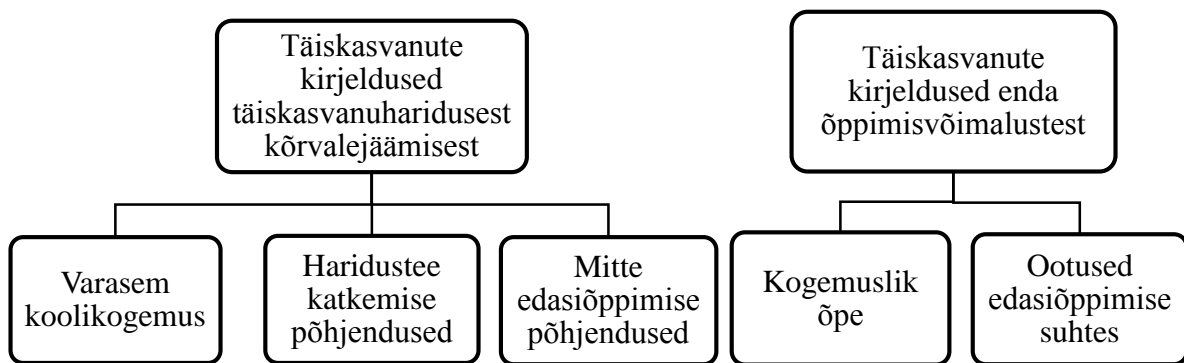 Täiskasvanute
kirjeldused
täiskasvanuharidusest
kõrvalejäämisest
Täiskasvanute
kirjeldused enda
õppimisvõimalustest
Varasem
koolikogemus
Haridustee
katkemise
põhjendused
Mitte
edasiõppimise
põhjendused
Kogemuslik
õpe
Ootused
edasiõppimise
suhtes